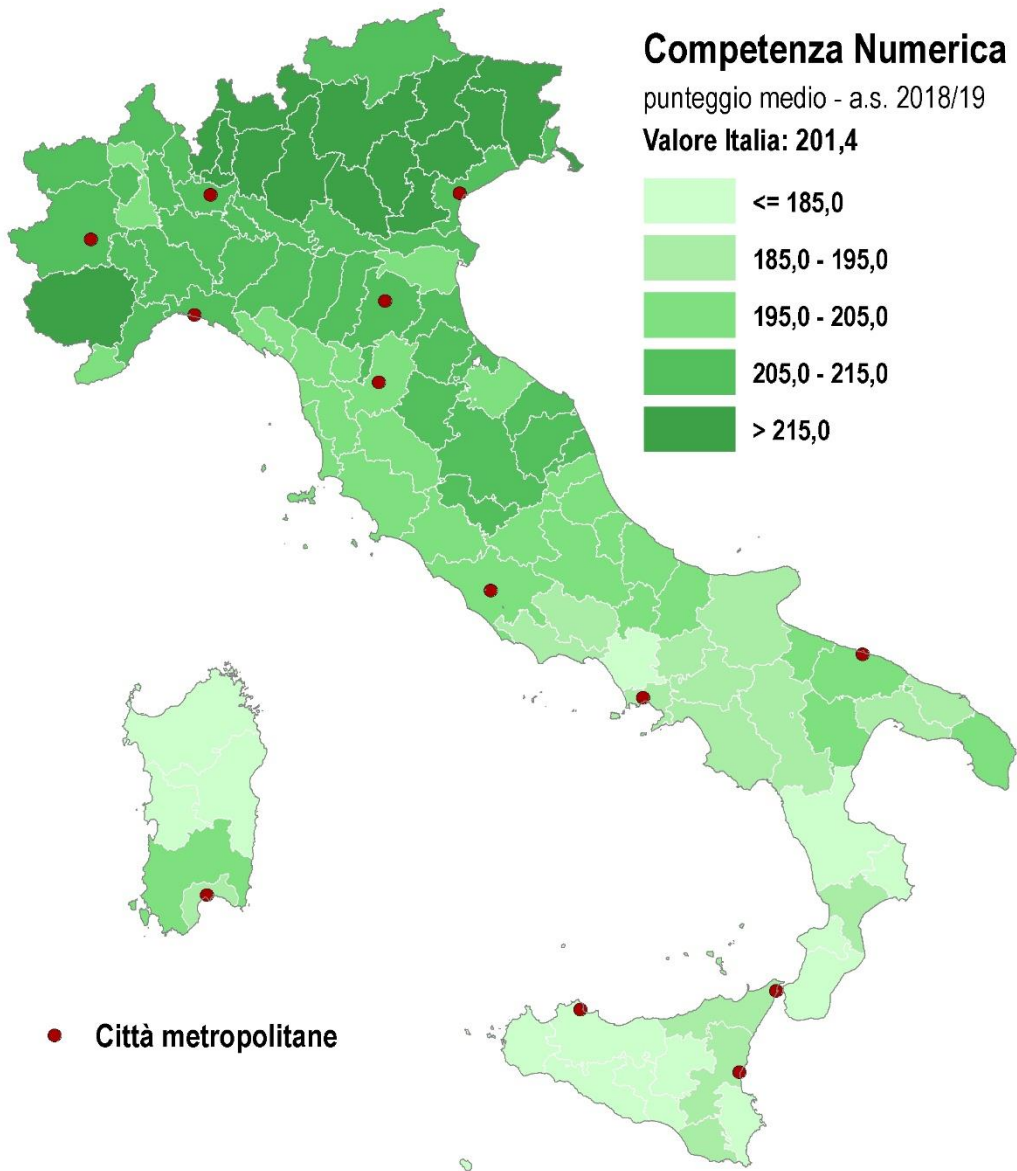 Competenza Numerica
punteggio medio - a.s. 2018/19
Valore Italia: 201,4
<= 185,0
185,0 - 195,0
195,0 - 205,0
205,0 - 215,0
> 215,0
Città metropolitane